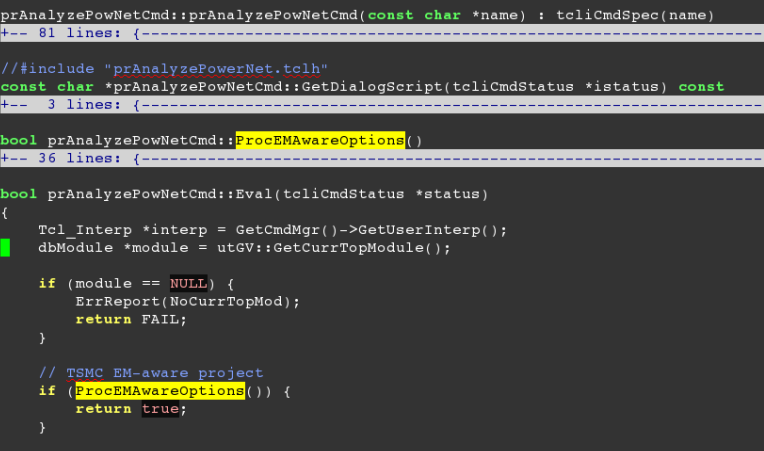 prAnalyzePowNetCmd::prAnalyzePowNetCmd(const char *name) : tcliCmdSpec(name)
+-- 81 lines: {-------------------------------------------------------------------
//#include "prAnalyzePowerNet.tclh"
const char *prAnalyzePowNetCmd::GetDialogScript(tcliCmdStatus *istatus) const
+--  3 lines: {-------------------------------------------------------------------
bool prAnalyzePowNetCmd::ProcEMAwareOptions()
+-- 36 lines: {-------------------------------------------------------------------
bool prAnalyzePowNetCmd::Eval(tcliCmdStatus *status)
{
    Tcl_Interp *interp = GetCmdMgr()->GetUserInterp();
    dbModule *module = utGV::GetCurrTopModule();
    if (module == NULL) {
        ErrReport(NoCurrTopMod);
        return FAIL;
    }
    // TSMC EM-aware project
    if (ProcEMAwareOptions()) {
        return true;
    }